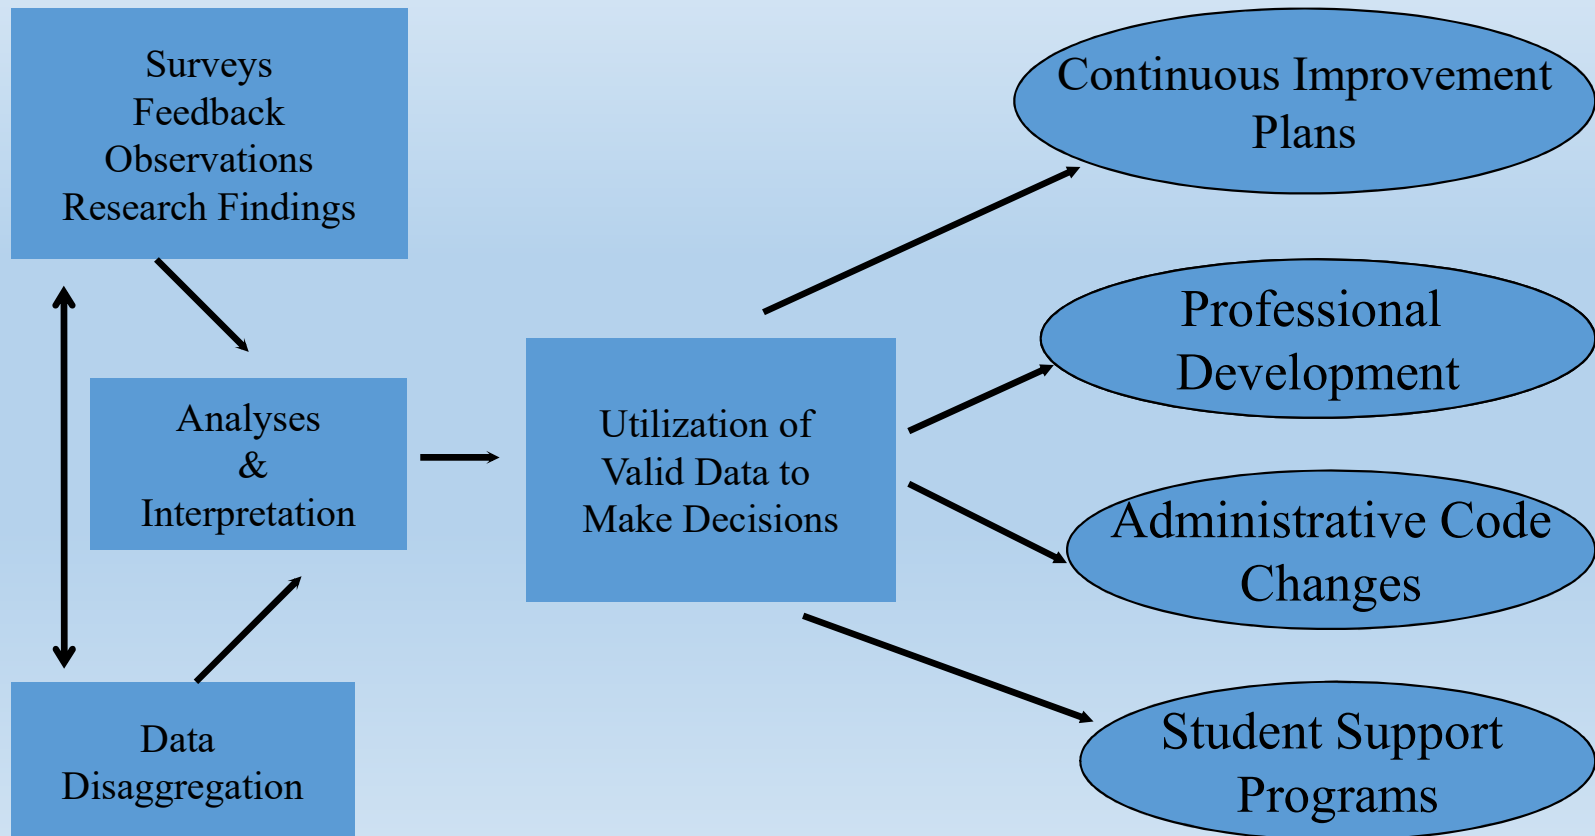 Surveys
Feedback
Observations
Research Findings
Analyses
&
Interpretation
Data
Disaggregation
Utilization of
Valid Data to
Make Decisions
Continuous Improvement
Plans
Professional
Development
Administrative Code
Changes
Student Support
Programs